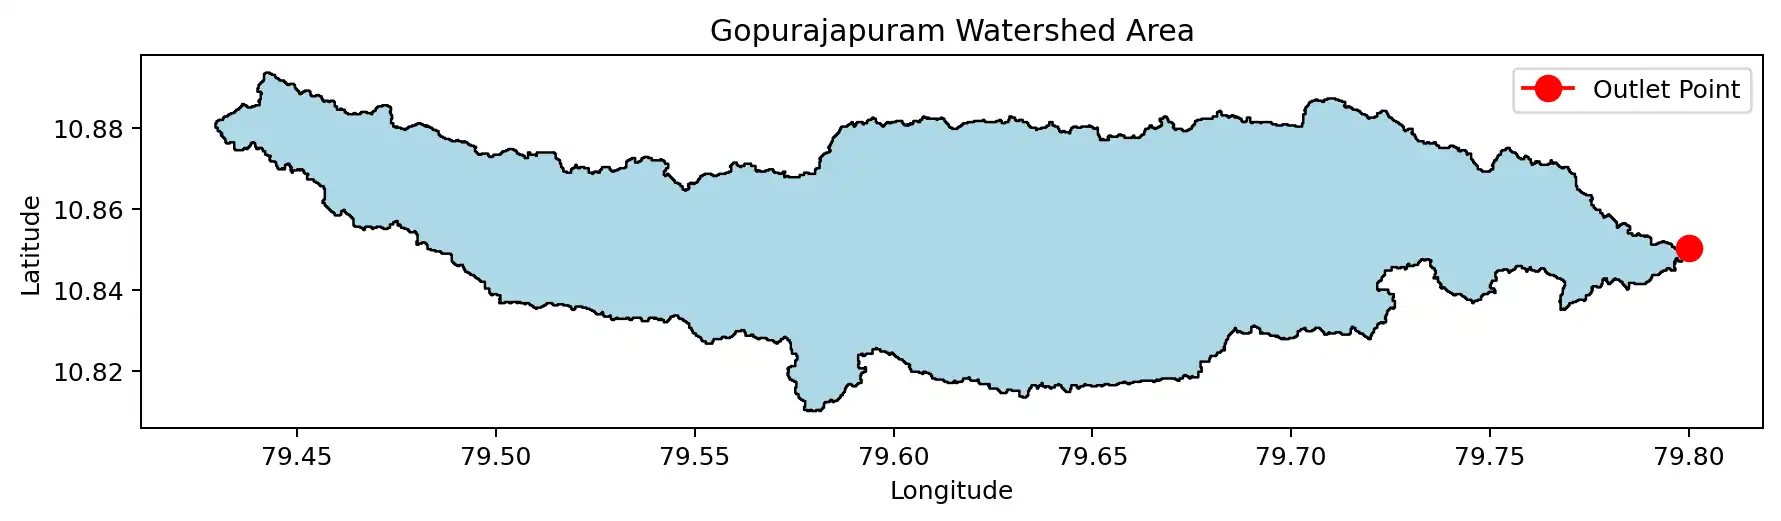 Gopurajapuram Watershed Area
Outlet Point
10.88
10.86
10.84
10.82
Latitude
79.45 79.50 79.55 79.60 79.65 79.70 79.75 79.80
Longitude